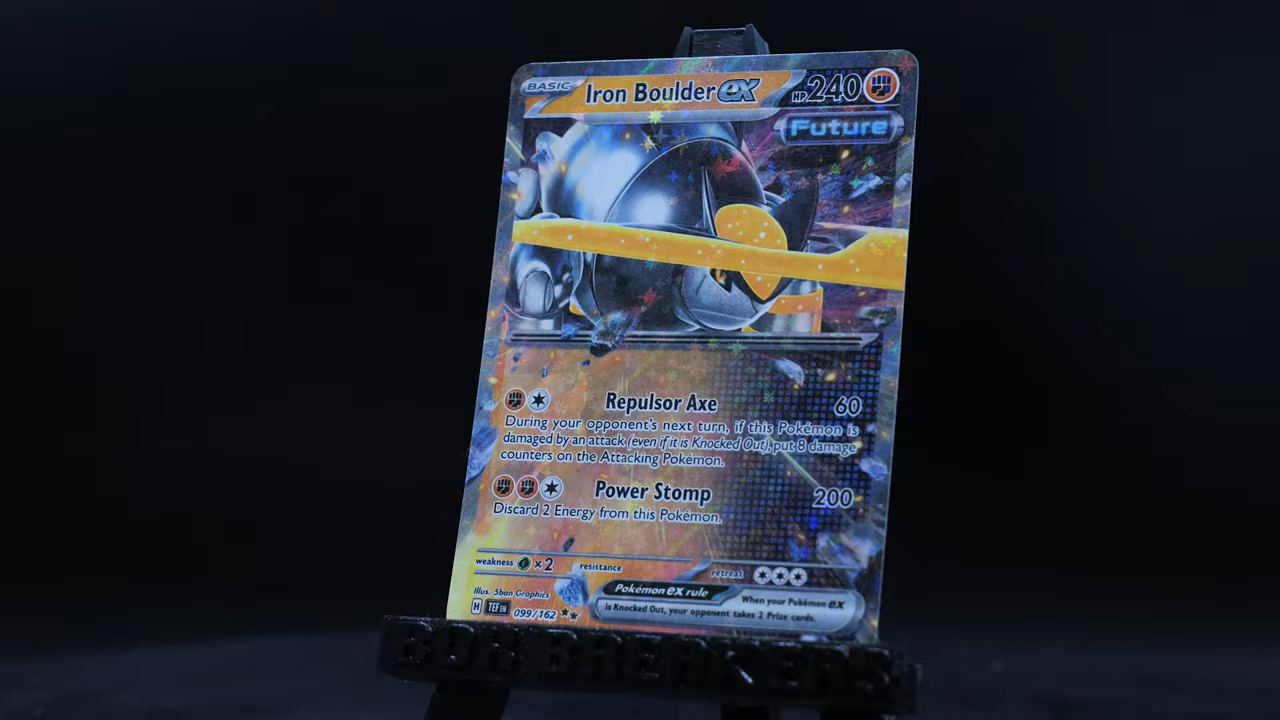 BASIC Iron Boulder ex HP 240
Future
Repulsor Axe 60
During your opponent's next turn, if this Pokémon is
damaged by an attack (even if it is Knocked Out), put 8 damage
counters on the Attacking Pokémon.
Power Stomp 200
Discard 2 Energy from this Pokémon.
weakness ×2 resistance retreat
Illus. 5ban Graphics
Pokémon ex rule
When your Pokémon ex
is Knocked Out, your opponent takes 2 Prize cards.
H TEF EN 099/162
BOX BREAKERS